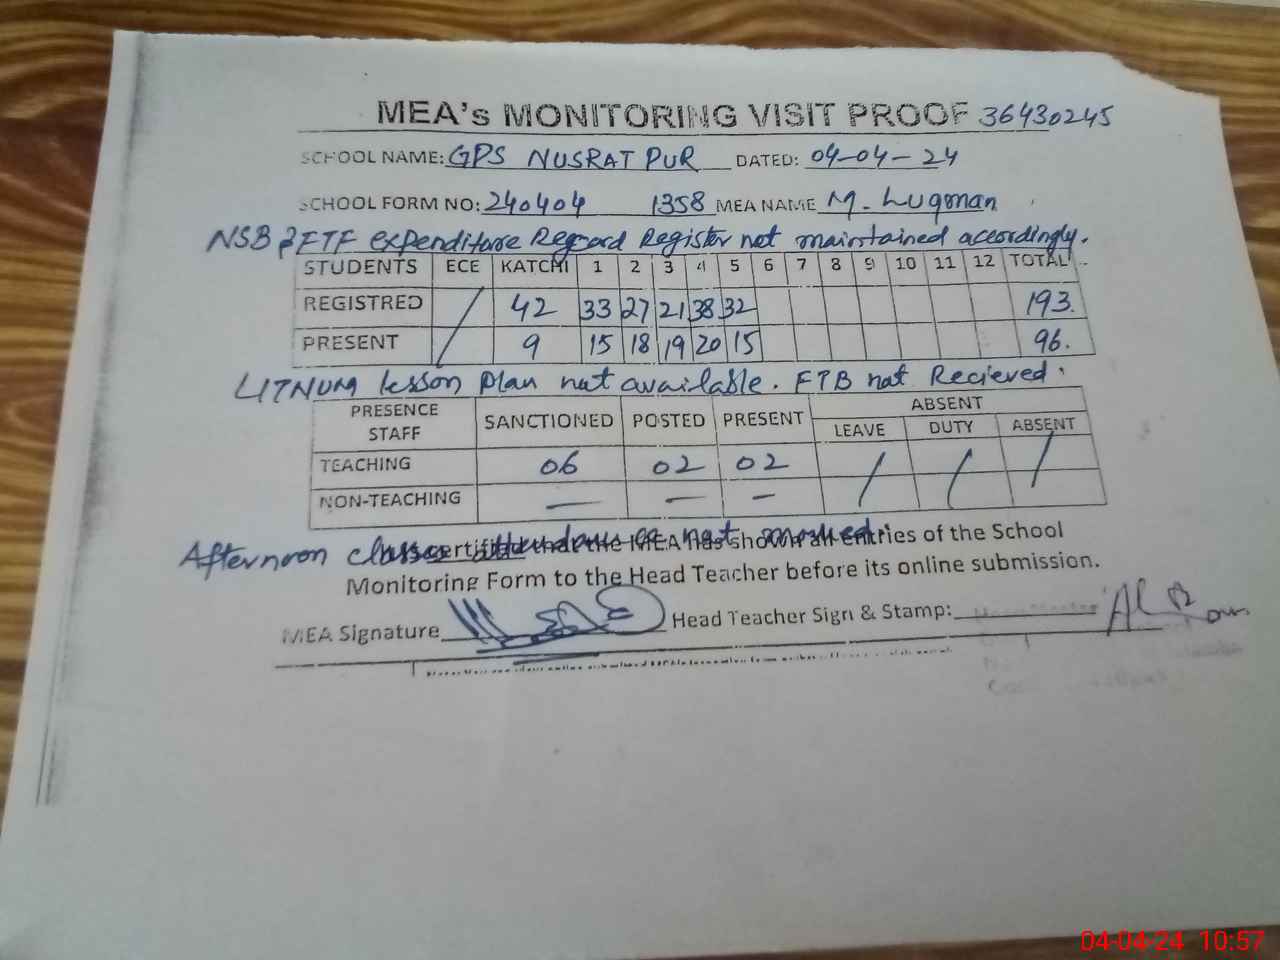 MEA's MONITORING VISIT PROOF 36430245
SCHOOL NAME: GPS NUSRAT PUR DATED: 04-04-24
SCHOOL FORM NO: 240404 1358 MEA NAME M. Luqman
NSB & FTF expenditure Record Register not maintained accordingly.
STUDENTS ECE KATCHI 1 2 3 4 5 6 7 8 9 10 11 12 TOTAL
REGISTRED / 42 33 27 21 38 32 193.
PRESENT 9 15 18 19 20 15 96.
LITNUM lesson plan not available. FTB not Recieved.
PRESENCE STAFF SANCTIONED POSTED PRESENT ABSENT
LEAVE DUTY ABSENT
TEACHING 06 02 02 / / /
NON-TEACHING — — –
Afternoon classes attendance not marked.
certified that the MEA has shown all entries of the School
Monitoring Form to the Head Teacher before its online submission.
MEA Signature Head Teacher Sign & Stamp:
04-04-24 10:57